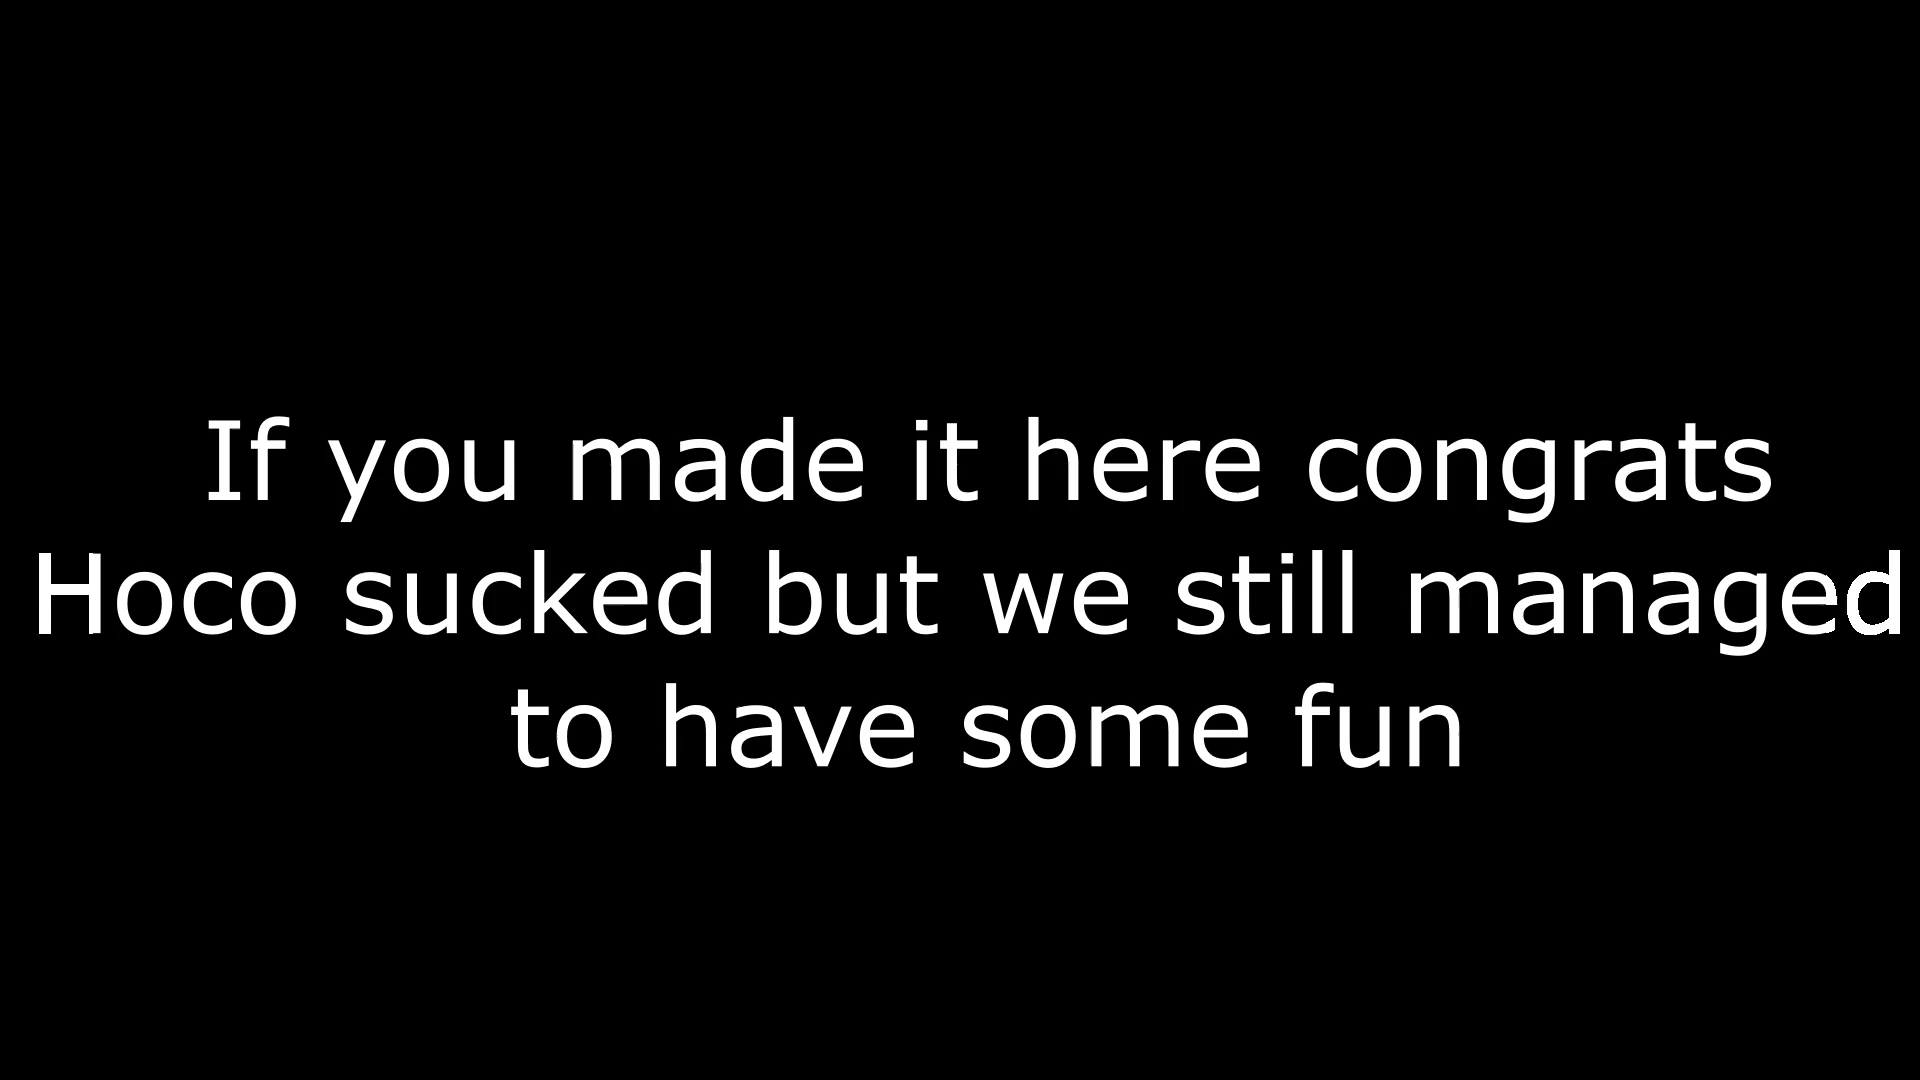 If you made it here congrats
Hoco sucked but we still managed
to have some fun